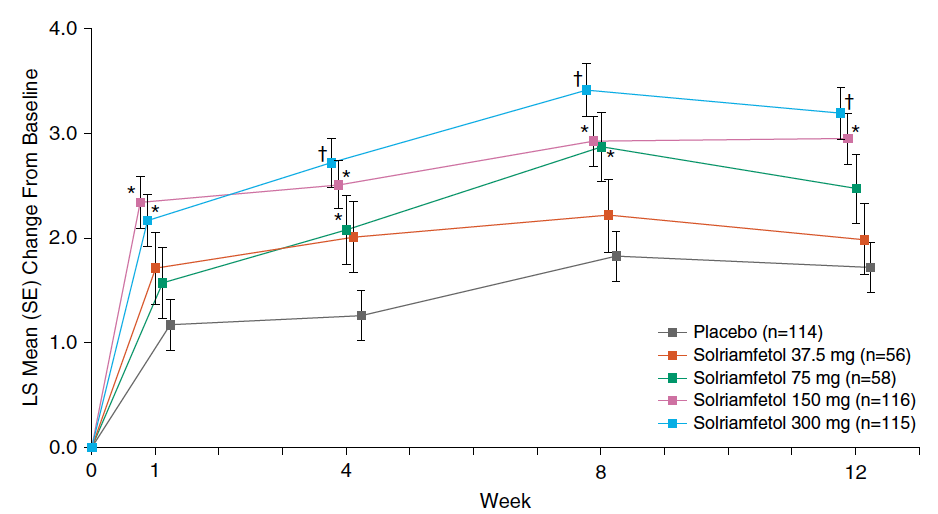 LS Mean (SE) Change From Baseline
4.0
3.0
2.0
1.0
0.0
† 
† 
* 
* 
* 
† 
* 
* 
* 
* 
Placebo (n=114)
Solriamfetol 37.5 mg (n=56)
Solriamfetol 75 mg (n=58)
Solriamfetol 150 mg (n=116)
Solriamfetol 300 mg (n=115)
0 1 4 8 12
Week